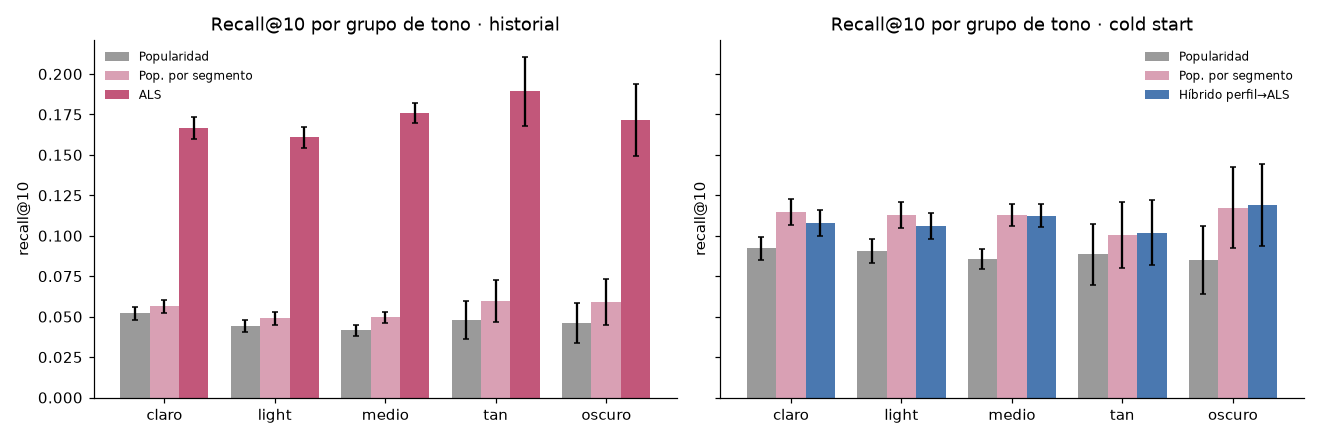 Recall@10 por grupo de tono · historial
Popularidad
Pop. por segmento
ALS
recall@10
0.200
0.175
0.150
0.125
0.100
0.075
0.050
0.025
0.000
claro light medio tan oscuro
Recall@10 por grupo de tono · cold start
Popularidad
Pop. por segmento
Híbrido perfil→ALS
recall@10
claro light medio tan oscuro